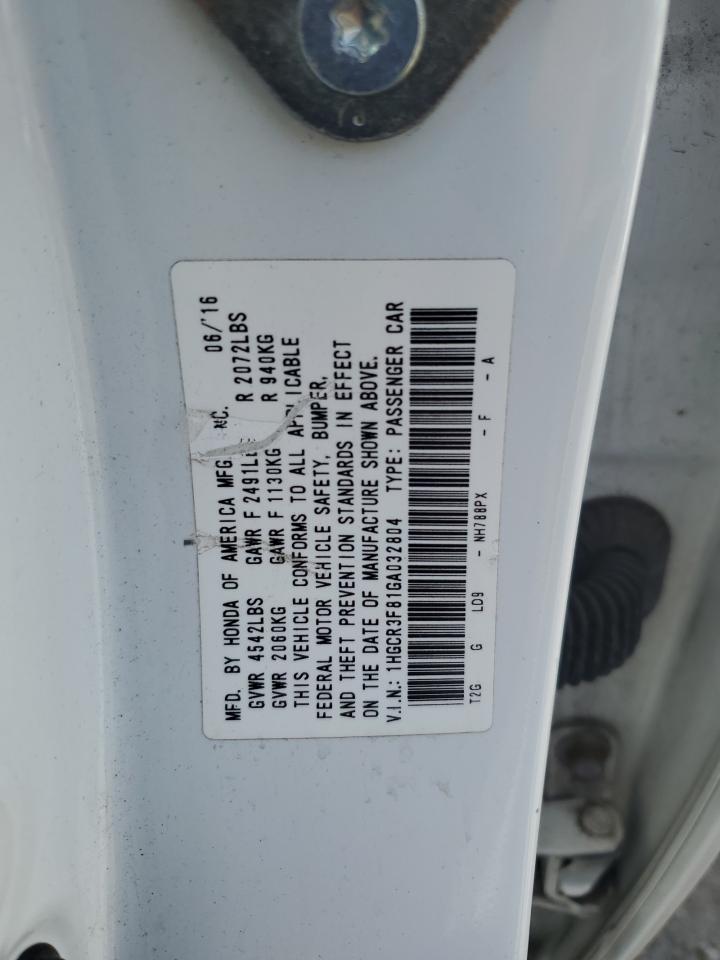 MFD. BY HONDA OF AMERICA MFG. 06/'16
GVWR 4542LBS GAWR F 2491LBS R 2072LBS
GVWR 2060KG GAWR F 1130KG R 940KG
THIS VEHICLE CONFORMS TO ALL APPLICABLE
FEDERAL MOTOR VEHICLE SAFETY, BUMPER,
AND THEFT PREVENTION STANDARDS IN EFFECT
ON THE DATE OF MANUFACTURE SHOWN ABOVE.
V.I.N.: 1HGCR3F81GA032804 TYPE: PASSENGER CAR
T2G G LD9 - NH788PX - F - A